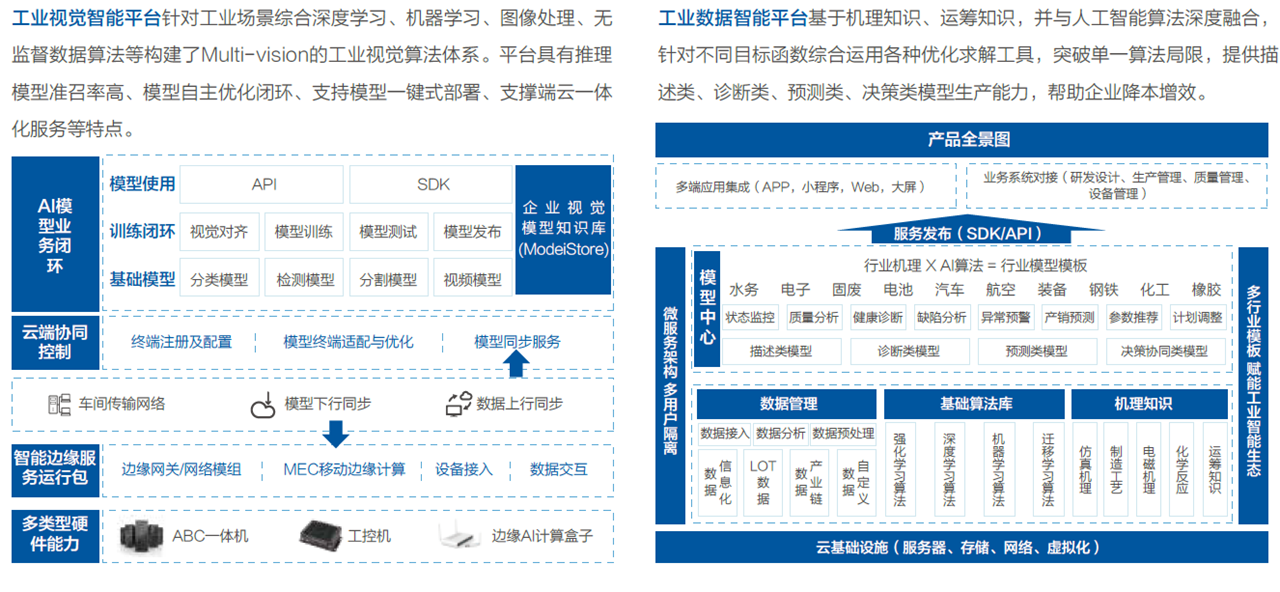 工业视觉智能平台针对工业场景综合深度学习、机器学习、图像处理、无
监督数据算法等构建了Multi-vision的工业视觉算法体系。平台具有推理
模型准召率高、模型自主优化闭环、支持模型一键式部署、支撑端云一体
化服务等特点。
AI模
型业
务闭
环
模型使用
API
SDK
训练闭环
视觉对齐
模型训练
模型测试
模型发布
基础模型
分类模型
检测模型
分割模型
视频模型
企业视觉
模型知识库
(ModeiStore)
云端协同
控制
终端注册及配置
模型终端适配与优化
模型同步服务
车间传输网络
模型下行同步
数据上行同步
智能边缘服
务运行包
边缘网关/网络模组
MEC移动边缘计算
设备接入
数据交互
多类型硬
件能力
ABC一体机
工控机
边缘AI计算盒子
工业数据智能平台基于机理知识、运筹知识，并与人工智能算法深度融合，
针对不同目标函数综合运用各种优化求解工具，突破单一算法局限，提供描
述类、诊断类、预测类、决策类模型生产能力，帮助企业降本增效。
产品全景图
多端应用集成（APP，小程序，Web，大屏）
业务系统对接（研发设计、生产管理、质量管理、
设备管理）
服务发布（SDK/API）
微服务架构 多用户隔离
模型中心
行业机理 X AI算法 = 行业模型模板
水务 电子 固废 电池 汽车 航空 装备 钢铁 化工 橡胶
状态监控
质量分析
健康诊断
缺陷分析
异常预警
产销预测
参数推荐
计划调整
描述类模型
诊断类模型
预测类模型
决策协同类模型
数据管理
数据接入
数据分析
数据预处理
信息化数据
LOT
数据
产业链数据
自定义数据
基础算法库
强化学习算法
深度学习算法
机器学习算法
迁移学习算法
机理知识
仿真机理
制造工艺
电磁机理
化学反应
运筹知识
多行业模板 赋能工业智能生态
云基础设施（服务器、存储、网络、虚拟化）